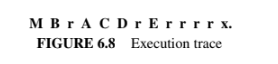 M B r A C D r E r r r r x.
FIGURE 6.8 Execution trace